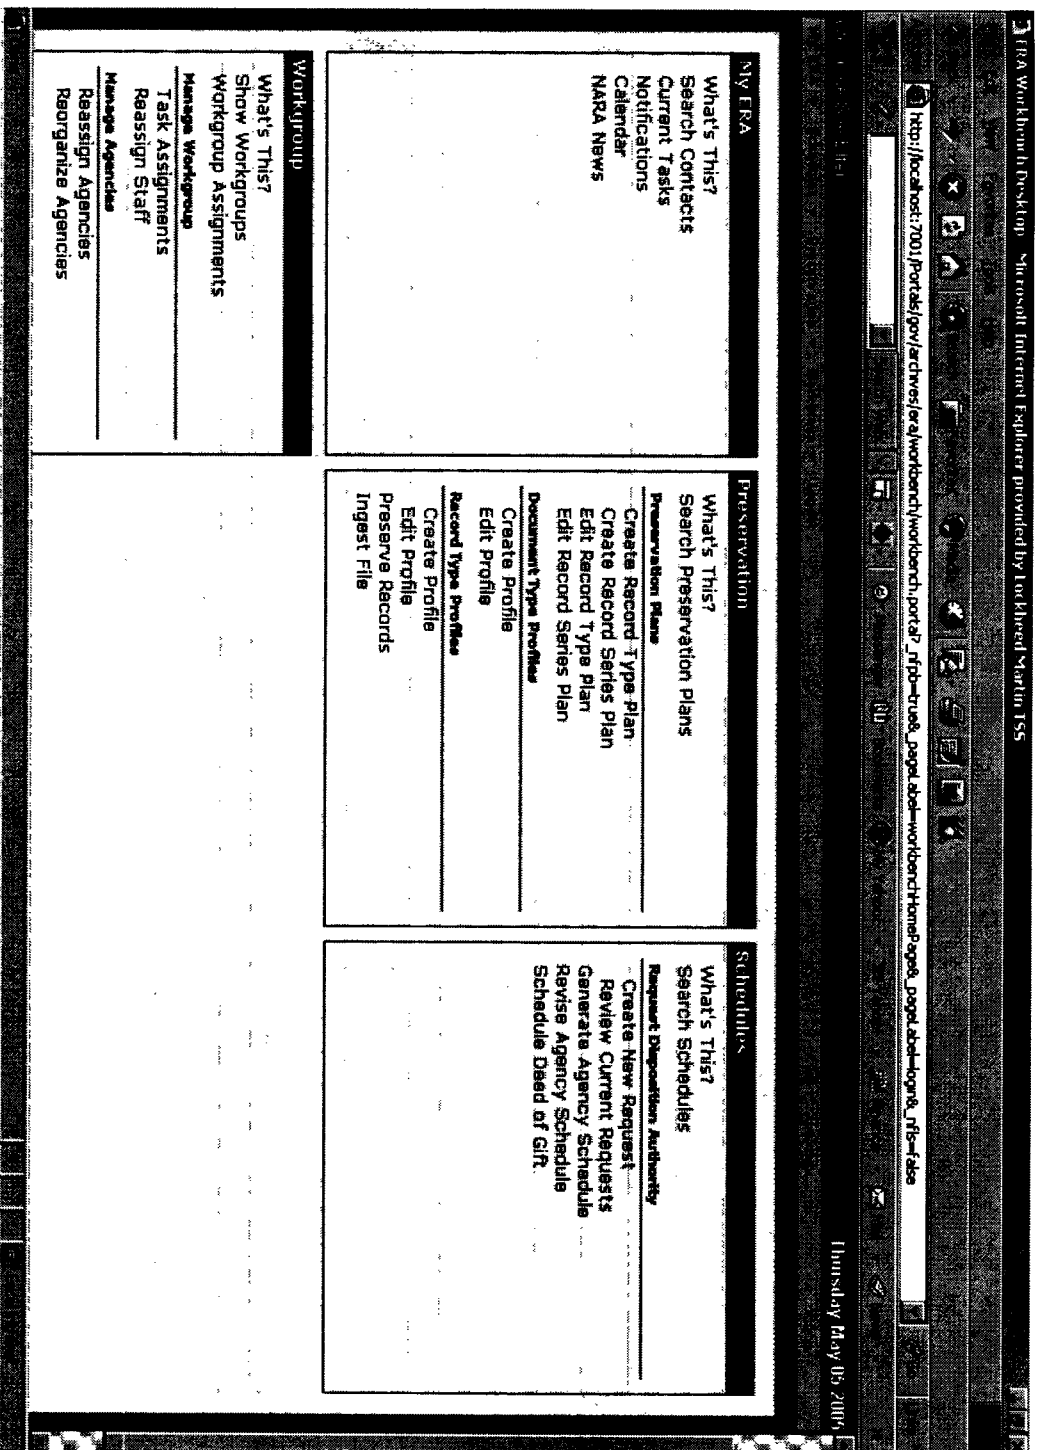 ERA Workbench Desktop - Microsoft Internet Explorer provided by Lockheed Martin TSS
http://localhost:7001/Portals/gov/archives/era/workbench/workbench.portal?_nfpb=true&_pageLabel=workbenchHomePage&_pageLabel=login&_nfls=false
Thursday May 05 2005
My ERA
What's This?
Search Contacts
Current Tasks
Notifications
Calendar
NARA News
Preservation
What's This?
Search Preservation Plans
Preservation Plans
Create Record Type Plan
Create Record Series Plan
Edit Record Type Plan
Edit Record Series Plan
Document Type Profiles
Create Profile
Edit Profile
Record Type Profiles
Create Profile
Edit Profile
Preserve Records
Ingest File
Schedules
What's This?
Search Schedules
Request Disposition Authority
Create New Request
Review Current Requests
Generate Agency Schedule
Revise Agency Schedule
Schedule Deed of Gift
Workgroup
What's This?
Show Workgroups
Workgroup Assignments
Manage Workgroup
Task Assignments
Reassign Staff
Manage Agencies
Reassign Agencies
Reorganize Agencies